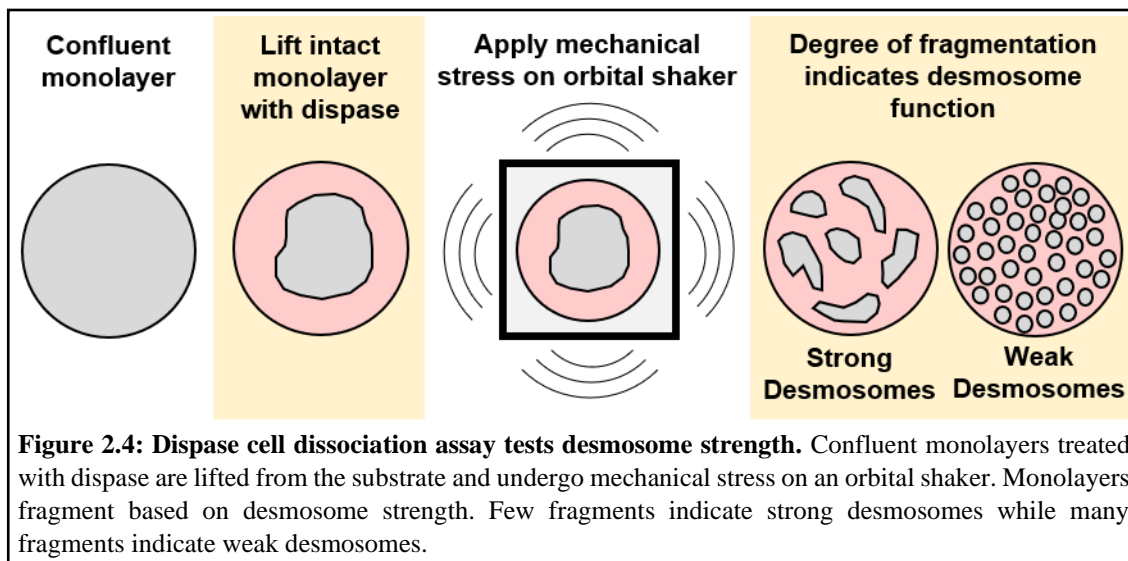 Confluent
monolayer
Lift intact
monolayer
with dispase
Apply mechanical
stress on orbital shaker
Degree of fragmentation
indicates desmosome
function
Strong
Desmosomes
Weak
Desmosomes
Figure 2.4: Dispase cell dissociation assay tests desmosome strength. Confluent monolayers treated
with dispase are lifted from the substrate and undergo mechanical stress on an orbital shaker. Monolayers
fragment based on desmosome strength. Few fragments indicate strong desmosomes while many
fragments indicate weak desmosomes.